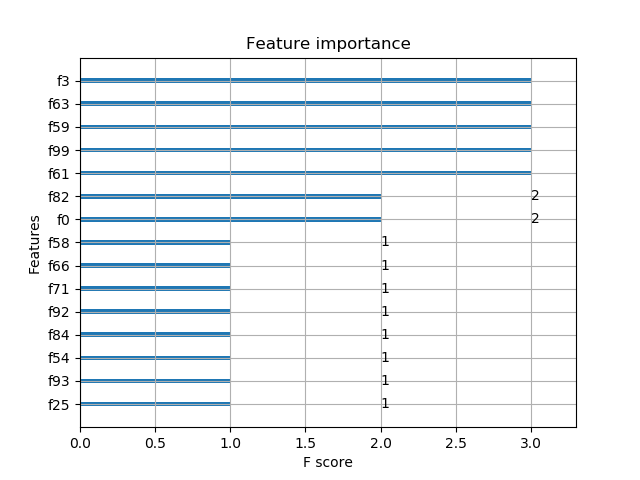 Feature importance
f3
f63
f59
f99
f61
f82 2
f0 2
f58 1
f66 1
f71 1
f92 1
f84 1
f54 1
f93 1
f25 1
Features
0.0 0.5 1.0 1.5 2.0 2.5 3.0
F score